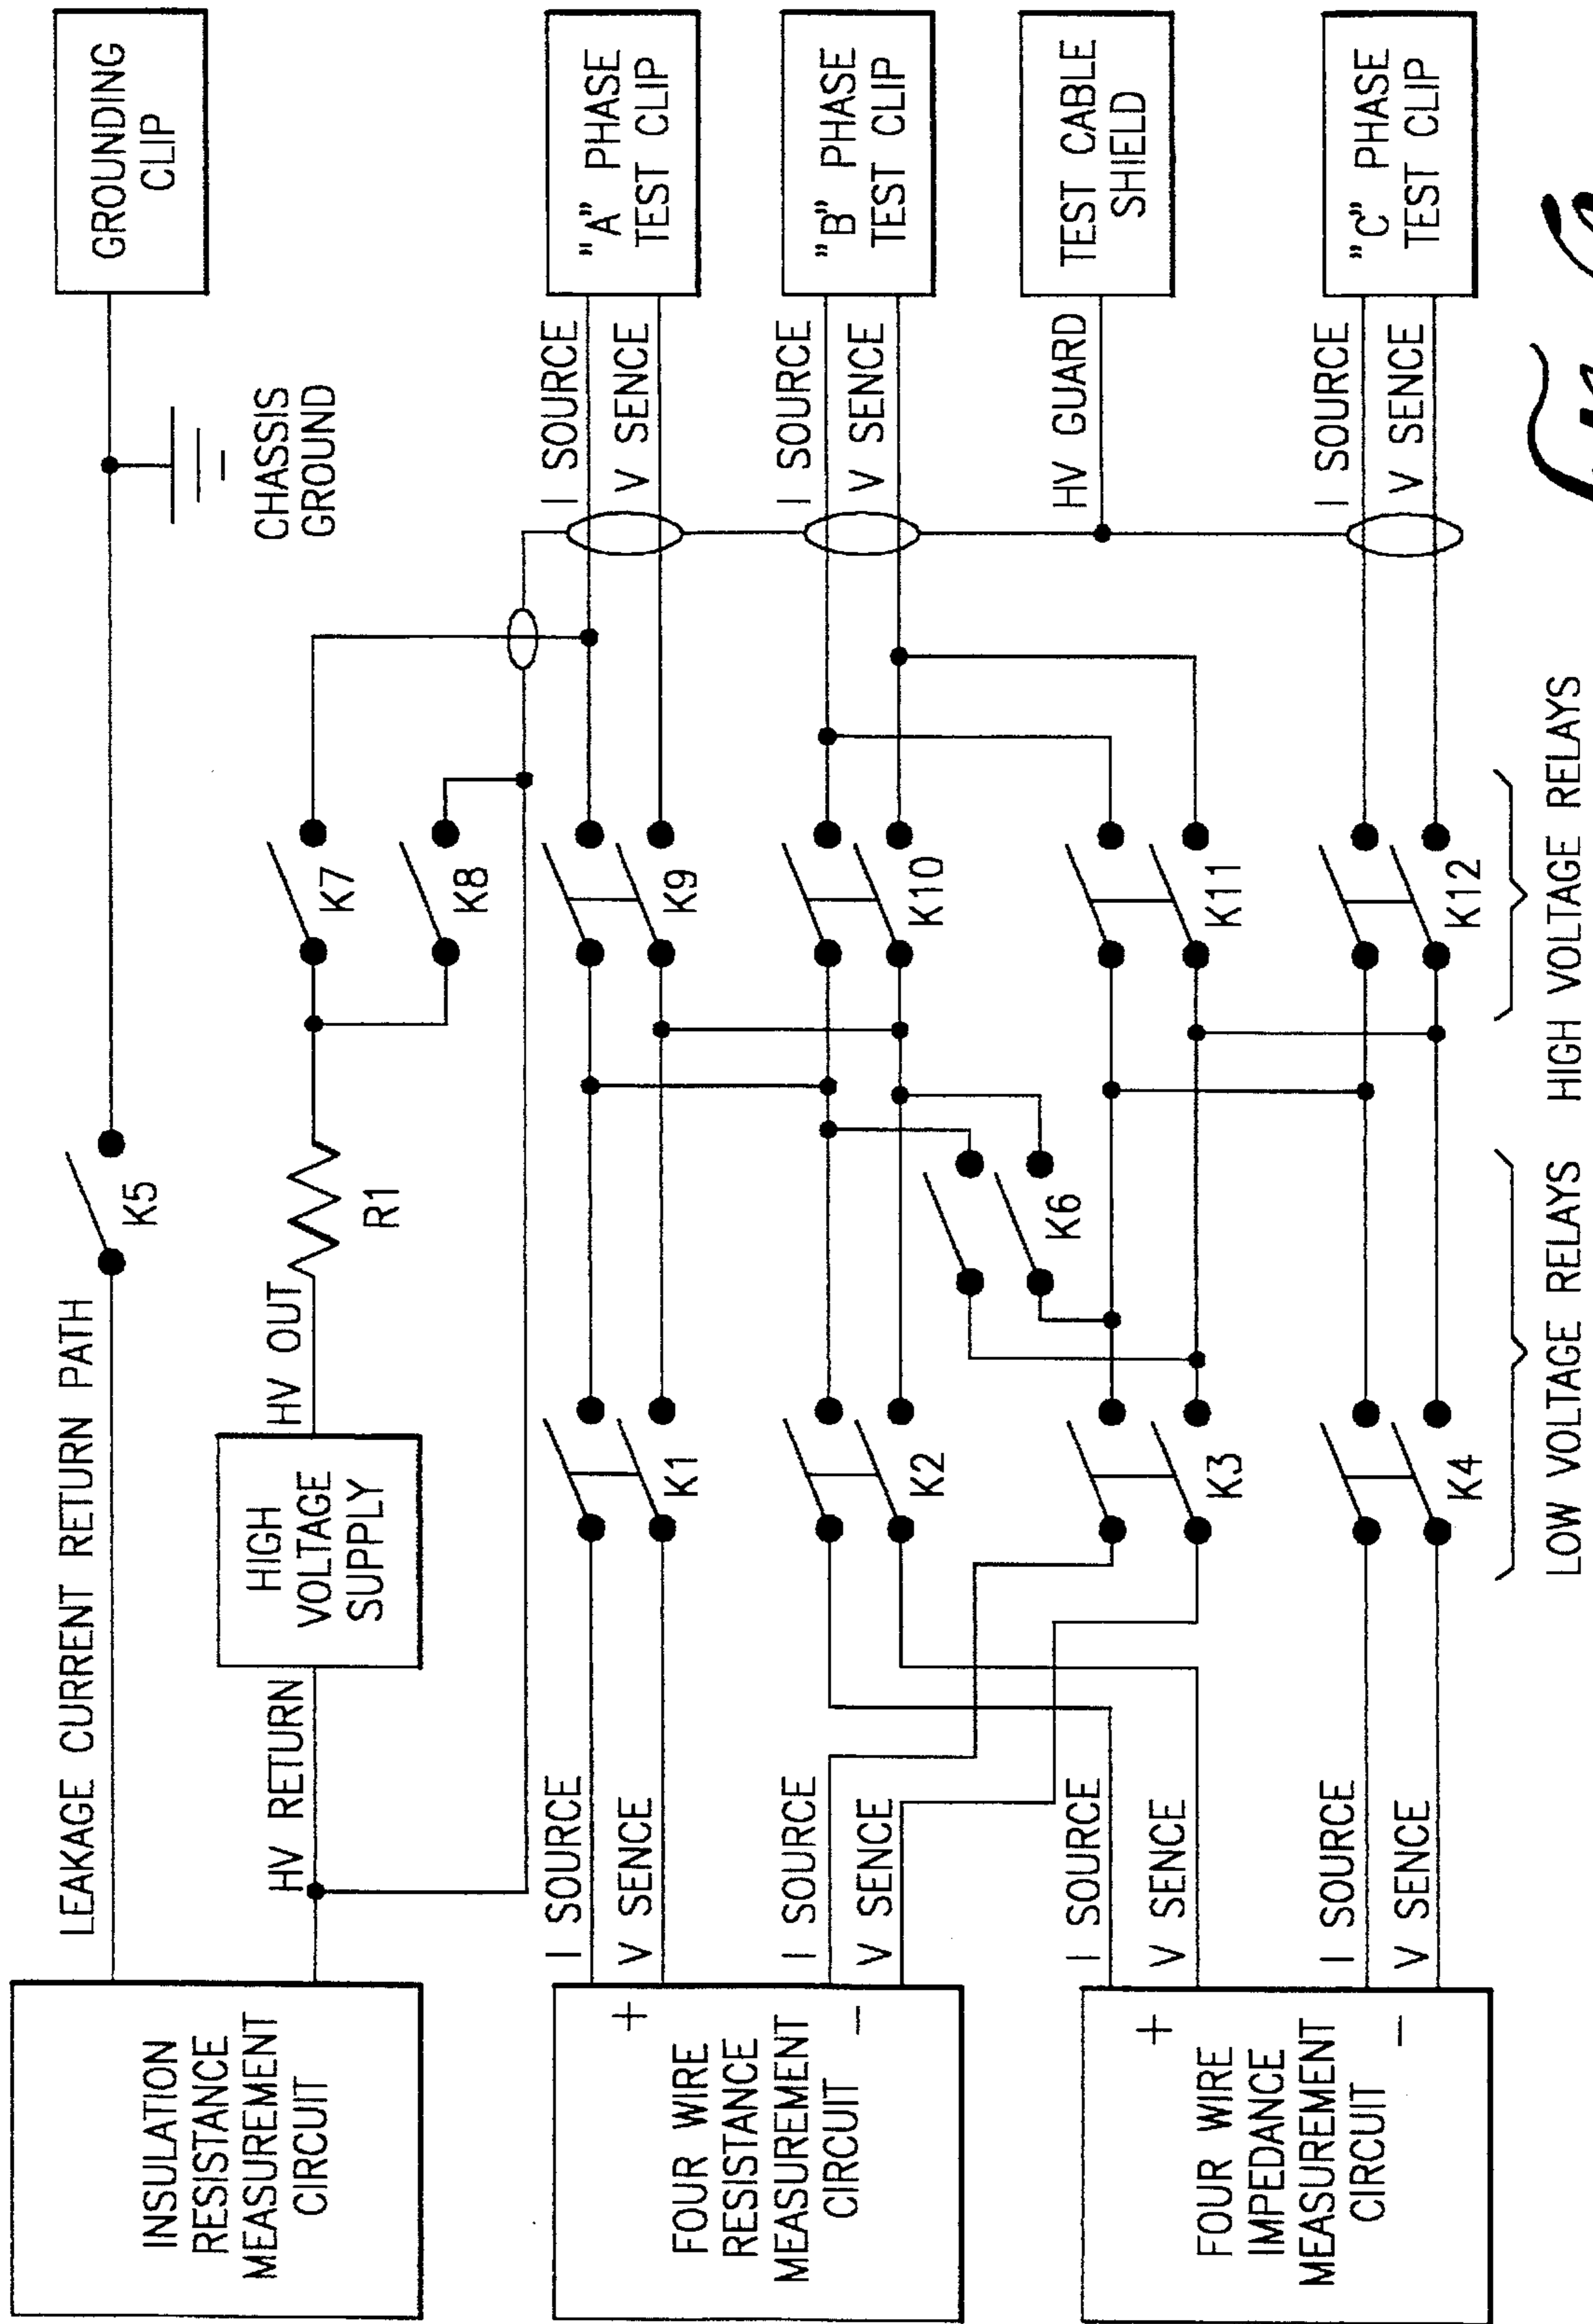 LEAKAGE CURRENT RETURN PATH
K5
GROUNDING
CLIP
CHASSIS
GROUND
INSULATION
RESISTANCE
MEASUREMENT
CIRCUIT
HV RETURN
HIGH
VOLTAGE
SUPPLY
HV OUT
R1
K7
K8
I SOURCE
V SENCE
K1
K9
I SOURCE
V SENCE
"A" PHASE
TEST CLIP
FOUR WIRE
RESISTANCE
MEASUREMENT
CIRCUIT
+
−
I SOURCE
V SENCE
K2
K10
I SOURCE
V SENCE
"B" PHASE
TEST CLIP
K6
I SOURCE
V SENCE
K3
K11
HV GUARD
TEST CABLE
SHIELD
FOUR WIRE
IMPEDANCE
MEASUREMENT
CIRCUIT
+
−
I SOURCE
V SENCE
K4
K12
I SOURCE
V SENCE
"C" PHASE
TEST CLIP
LOW VOLTAGE RELAYS
HIGH VOLTAGE RELAYS